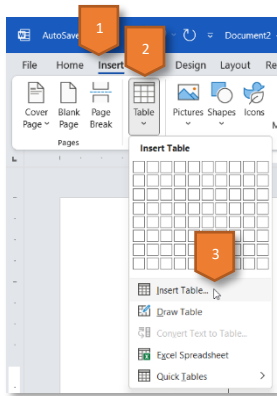 1
AutoSave
2
Document2
File Home Insert Design Layout Re
Cover Page
Blank Page
Page Break
Table
Pictures
Shapes
Icons
Pages
Insert Table
3
Insert Table...
Draw Table
Convert Text to Table...
Excel Spreadsheet
Quick Tables